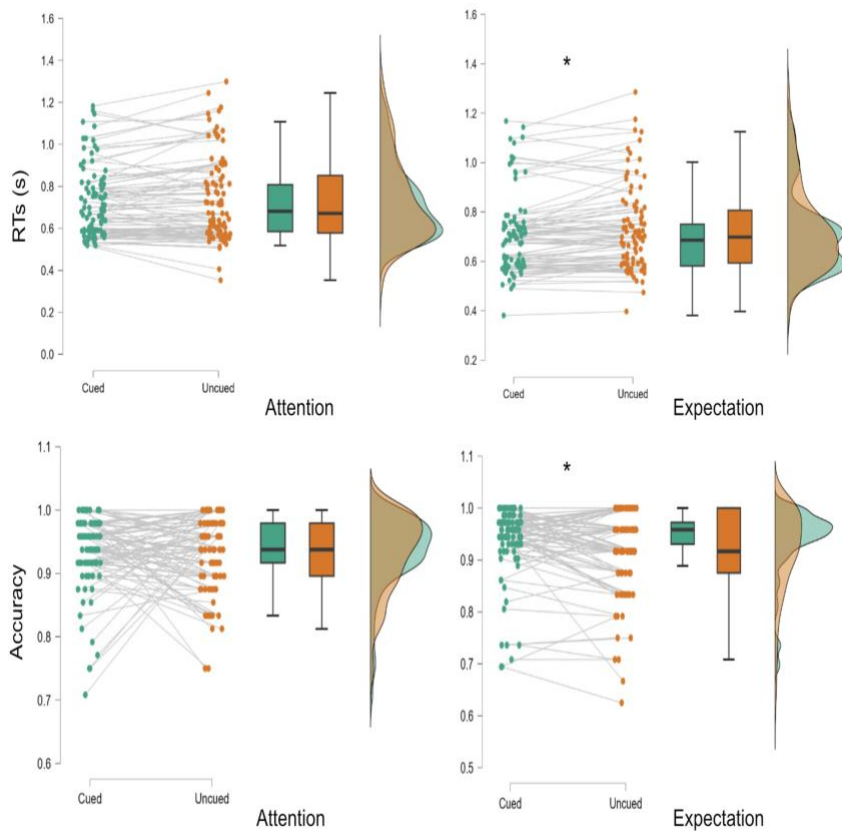 RTs (s)
1.6
1.4
1.2
1.0
0.8
0.6
0.4
0.2
0.0
Cued
Uncued
Attention
1.6
1.4
1.2
1.0
0.8
0.6
0.4
0.2
*
Cued
Uncued
Expectation
Accuracy
1.1
1.0
0.9
0.8
0.7
0.6
Cued
Uncued
Attention
1.1
1.0
0.9
0.8
0.7
0.6
0.5
*
Cued
Uncued
Expectation